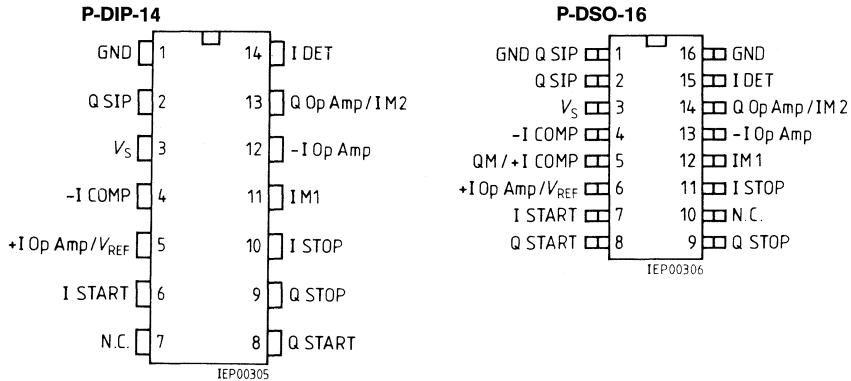 P-DIP-14
GND 1 14 I DET
Q SIP 2 13 Q Op Amp/IM2
VS 3 12 -I Op Amp
-I COMP 4 11 IM1
+I Op Amp/VREF 5 10 I STOP
I START 6 9 Q STOP
N.C. 7 8 Q START
IEP00305
P-DSO-16
GND Q SIP 1 16 GND
Q SIP 2 15 I DET
VS 3 14 Q Op Amp/IM2
-I COMP 4 13 -I Op Amp
QM/+I COMP 5 12 IM1
+I Op Amp/VREF 6 11 I STOP
I START 7 10 N.C.
Q START 8 9 Q STOP
IEP00306